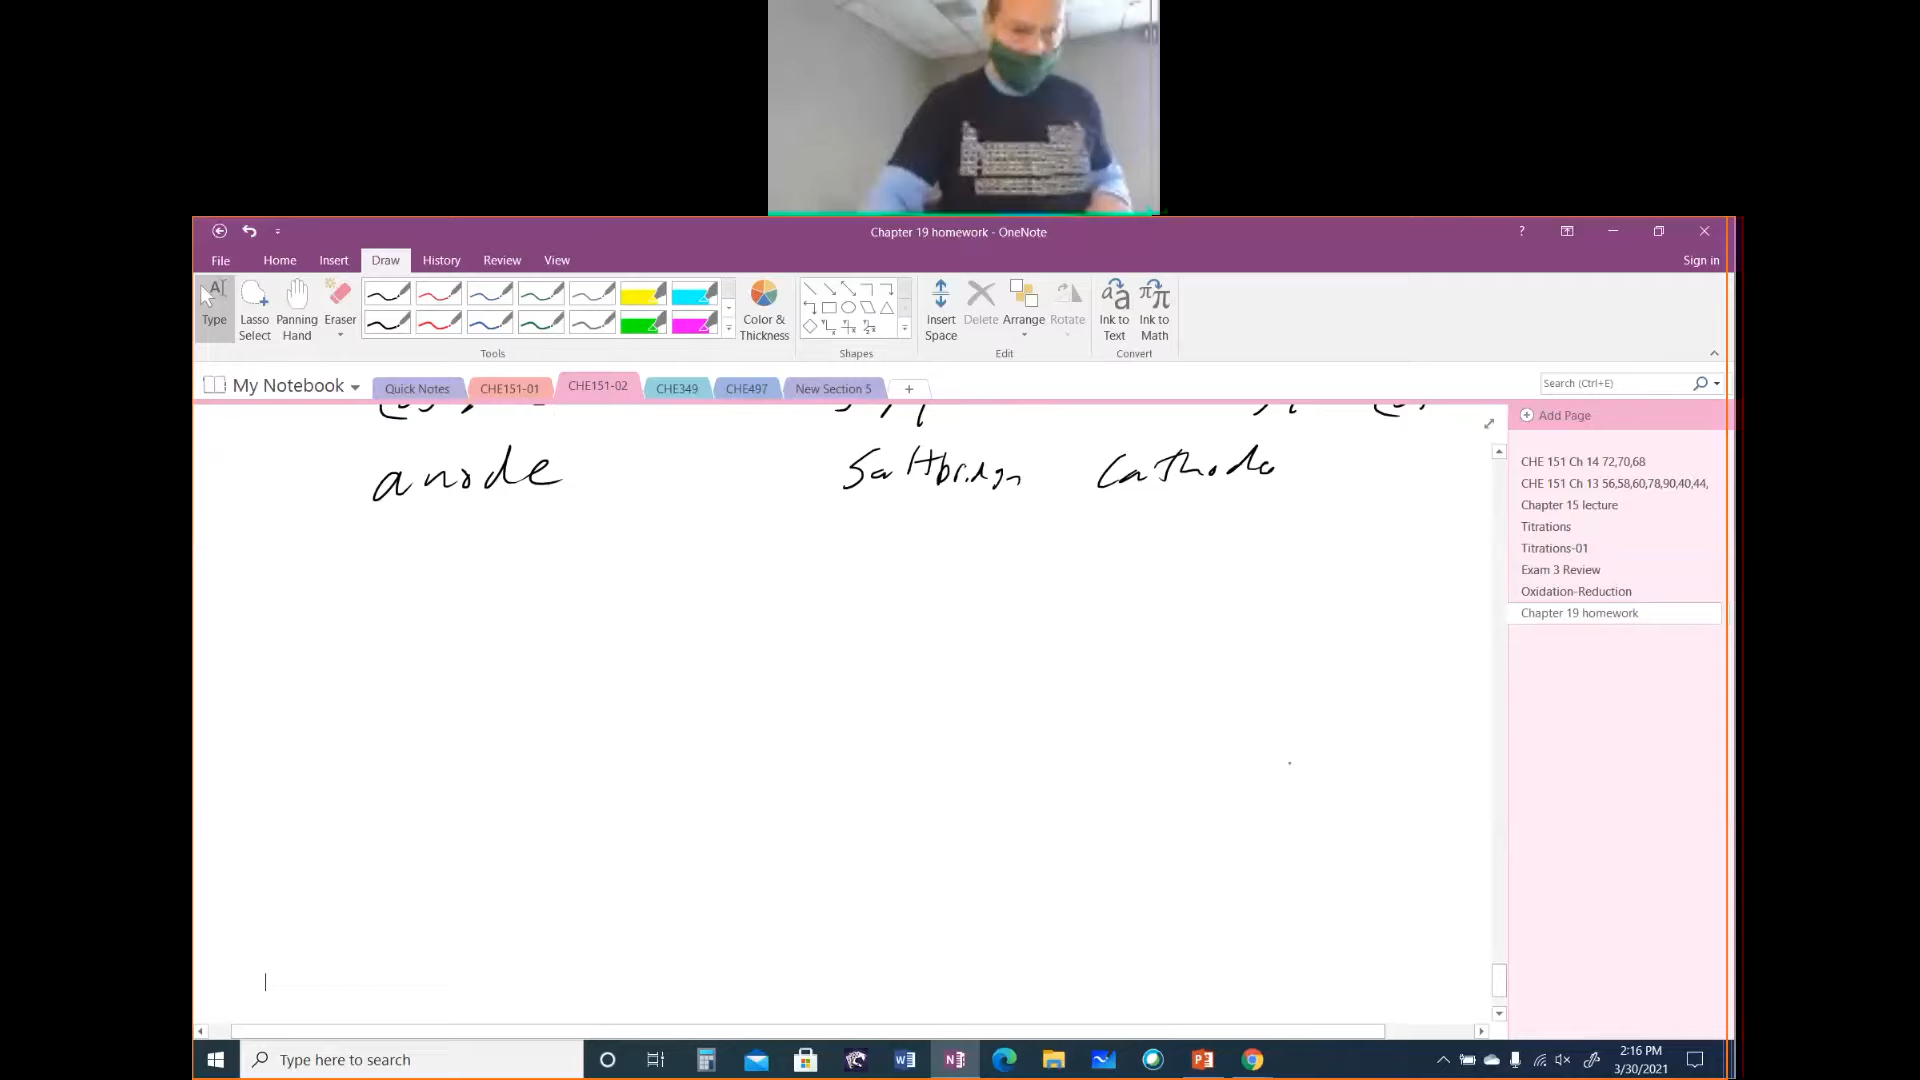 Chapter 19 homework - OneNote
?
File Home Insert Draw History Review View Sign in
Type Lasso Select Panning Hand Eraser Color & Thickness Insert Space Delete Arrange Rotate Ink to Text Ink to Math
Tools Shapes Edit Convert
My Notebook Quick Notes CHE151-01 CHE151-02 CHE349 CHE497 New Section 5 + Search (Ctrl+E)
Add Page
anode Saltbridge Cathode
CHE 151 Ch 14 72,70,68
CHE 151 Ch 13 56,58,60,78,90,40,44,
Chapter 15 lecture
Titrations
Titrations-01
Exam 3 Review
Oxidation-Reduction
Chapter 19 homework
Type here to search
2:16 PM
3/30/2021